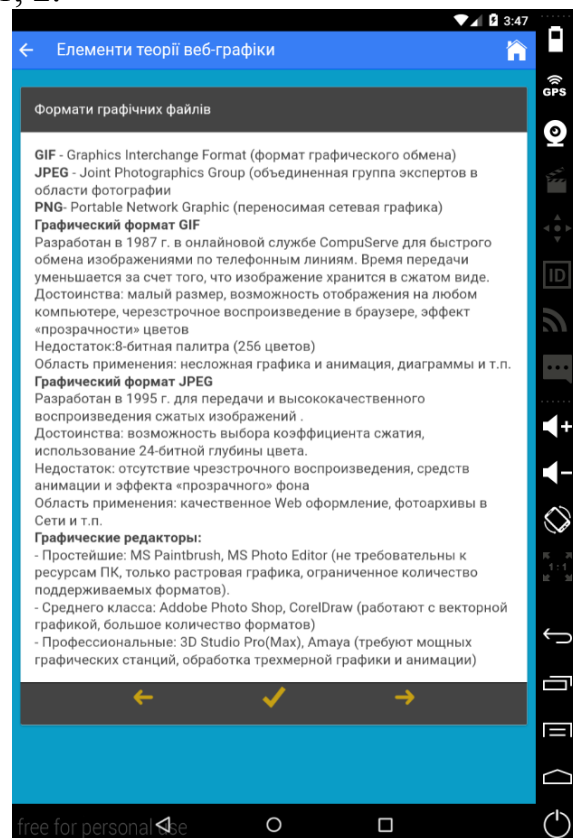 3:47
Елементи теорії веб-графіки
GPS
Формати графічних файлів
GIF - Graphics Interchange Format (формат графического обмена)
JPEG - Joint Photographics Group (объединенная группа экспертов в
области фотографии
PNG- Portable Network Graphic (переносимая сетевая графика)
Графический формат GIF
Разработан в 1987 г. в онлайновой службе CompuServe для быстрого
обмена изображениями по телефонным линиям. Время передачи
уменьшается за счет того, что изображение хранится в сжатом виде.
Достоинства: малый размер, возможность отображения на любом
компьютере, черезстрочное воспроизведение в браузере, эффект
«прозрачности» цветов
Недостаток:8-битная палитра (256 цветов)
Область применения: несложная графика и анимация, диаграммы и т.п.
Графический формат JPEG
Разработан в 1995 г. для передачи и высококачественного
воспроизведения сжатых изображений .
Достоинства: возможность выбора коэффициента сжатия,
использование 24-битной глубины цвета.
Недостаток: отсутствие чрезстрочного воспроизведения, средств
анимации и эффекта «прозрачного» фона
Область применения: качественное Web оформление, фотоархивы в
Сети и т.п.
Графические редакторы:
- Простейшие: MS Paintbrush, MS Photo Editor (не требовательны к
ресурсам ПК, только растровая графика, ограниченное количество
поддерживаемых форматов).
- Среднего класса: Addobe Photo Shop, CorelDraw (работают с векторной
графикой, большое количество форматов)
- Профессиональные: 3D Studio Pro(Max), Amaya (требуют мощных
графических станций, обработка трехмерной графики и анимации)
ID
1:1
free for personal use